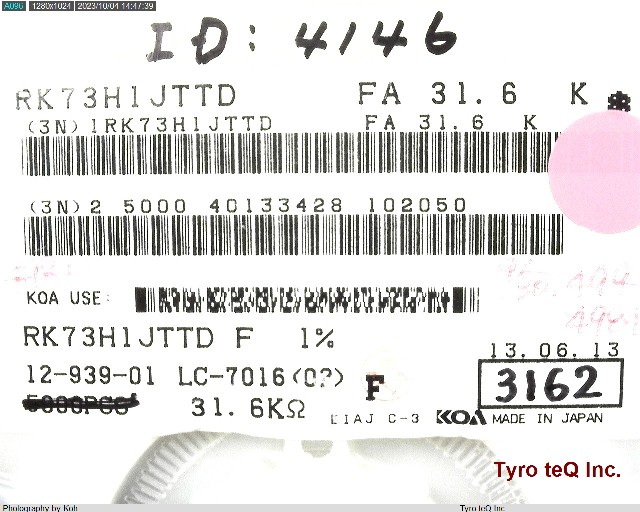 A096 1280x1024 2023/10/04 14:47:39
ID: 4146
RK73H1JTTD FA 31.6 K *
(3N) 1RK73H1JTTD FA 31.6 K
(3N) 2 5000 40133428 102050
KOA USE:
RK73H1JTTD F 1%
13.06.13
12-939-01 LC-7016(0?) F 3162
31.6KΩ EIAJ C-3 KOA MADE IN JAPAN
Tyro teQ Inc.
Photography by Koh Tyro teQ Inc